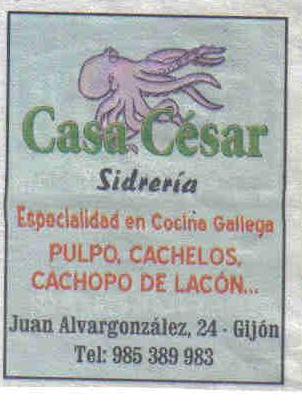 Casa César
Sidrería
Especialidad en Cocina Gallega
PULPO, CACHELOS,
CACHOPO DE LACÓN...
Juan Alvargonzález, 24 - Gijón
Tel: 985 389 983